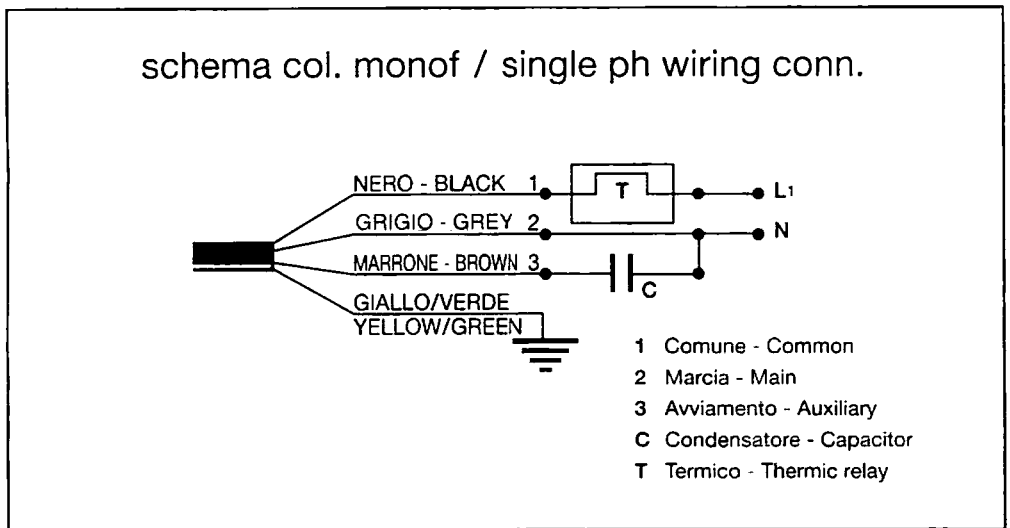 schema col. monof / single ph wiring conn.
NERO - BLACK 1
T
L1
GRIGIO - GREY 2
N
MARRONE - BROWN 3
C
GIALLO/VERDE
YELLOW/GREEN
1 Comune - Common
2 Marcia - Main
3 Avviamento - Auxiliary
C Condensatore - Capacitor
T Termico - Thermic relay